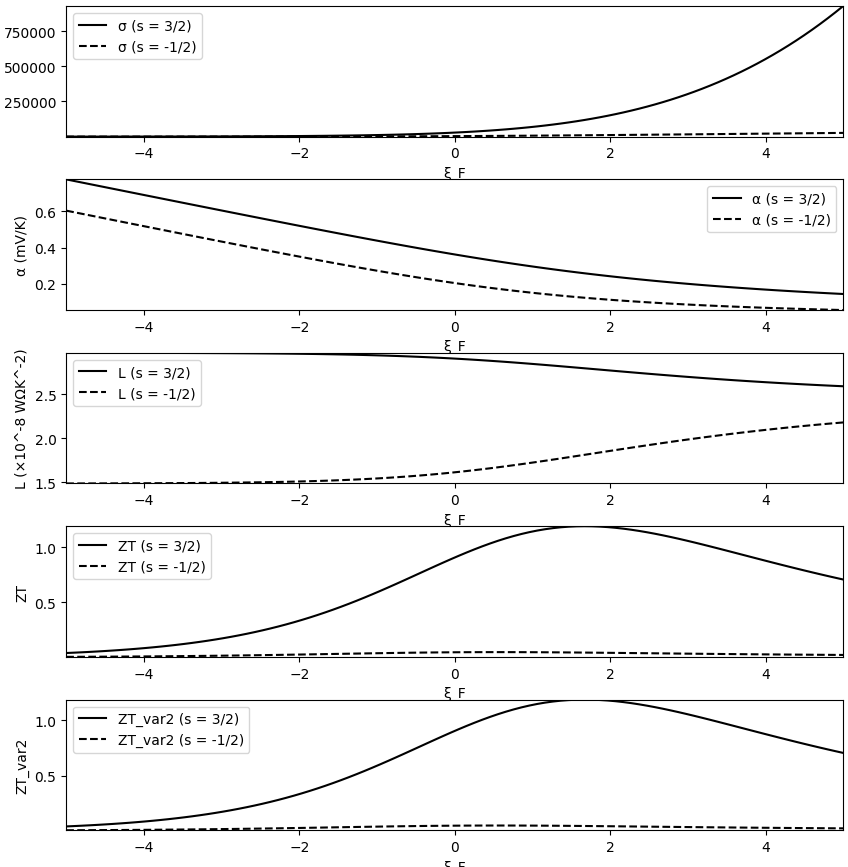 σ (s = 3/2)
σ (s = -1/2)
750000
500000
250000
−4
−2
0
2
4
ξ_F
α (mV/K)
0.6
0.4
0.2
α (s = 3/2)
α (s = -1/2)
−4
−2
0
2
4
ξ_F
L (×10^-8 WΩK^-2)
2.5
2.0
1.5
L (s = 3/2)
L (s = -1/2)
−4
−2
0
2
4
ξ_F
ZT
1.0
0.5
ZT (s = 3/2)
ZT (s = -1/2)
−4
−2
0
2
4
ξ_F
ZT_var2
1.0
0.5
ZT_var2 (s = 3/2)
ZT_var2 (s = -1/2)
−4
−2
0
2
4
ξ_F